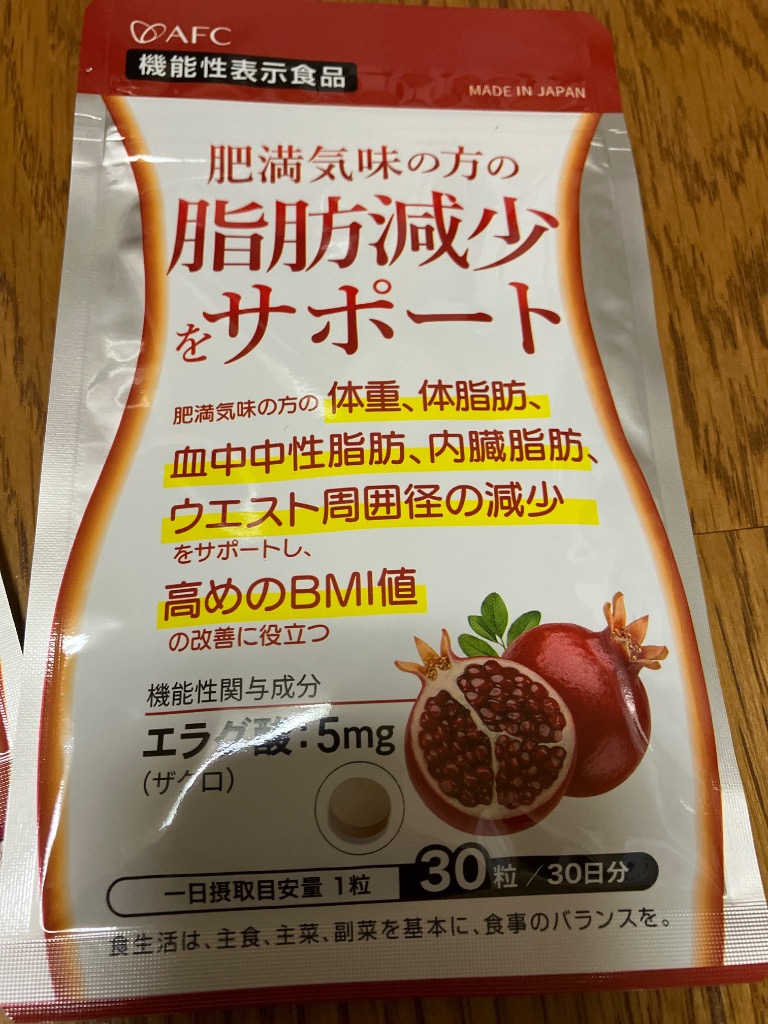 AFC
機能性表示食品
MADE IN JAPAN
肥満気味の方の
脂肪減少
をサポート
肥満気味の方の 体重、体脂肪、
血中中性脂肪、内臓脂肪、
ウエスト周囲径の減少
をサポートし、
高めのBMI値
の改善に役立つ
機能性関与成分
エラグ酸:5mg
(ザクロ)
一日摂取目安量 1粒 30粒/30日分
食生活は、主食、主菜、副菜を基本に、食事のバランスを。